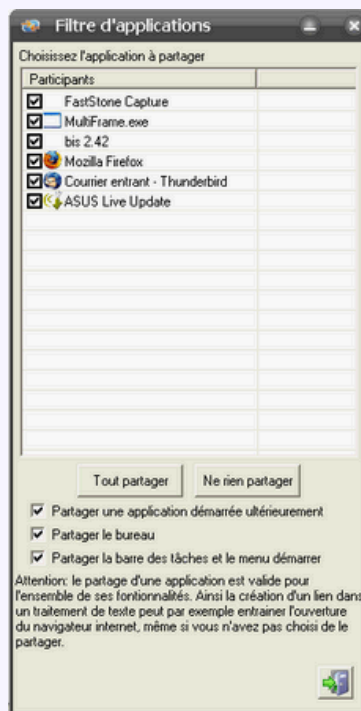 Filtre d'applications
Choisissez l'application à partager
Participants
FastStone Capture
MultiFrame.exe
bis 2.42
Mozilla Firefox
Courrier entrant - Thunderbird
ASUS Live Update
Tout partager
Ne rien partager
Partager une application démarrée ultérieurement
Partager le bureau
Partager la barre des tâches et le menu démarrer
Attention: le partage d'une application est valide pour
l'ensemble de ses fontionnalités. Ainsi la création d'un lien dans
un traitement de texte peut par exemple entrainer l'ouverture
du navigateur internet, même si vous n'avez pas choisi de le
partager.